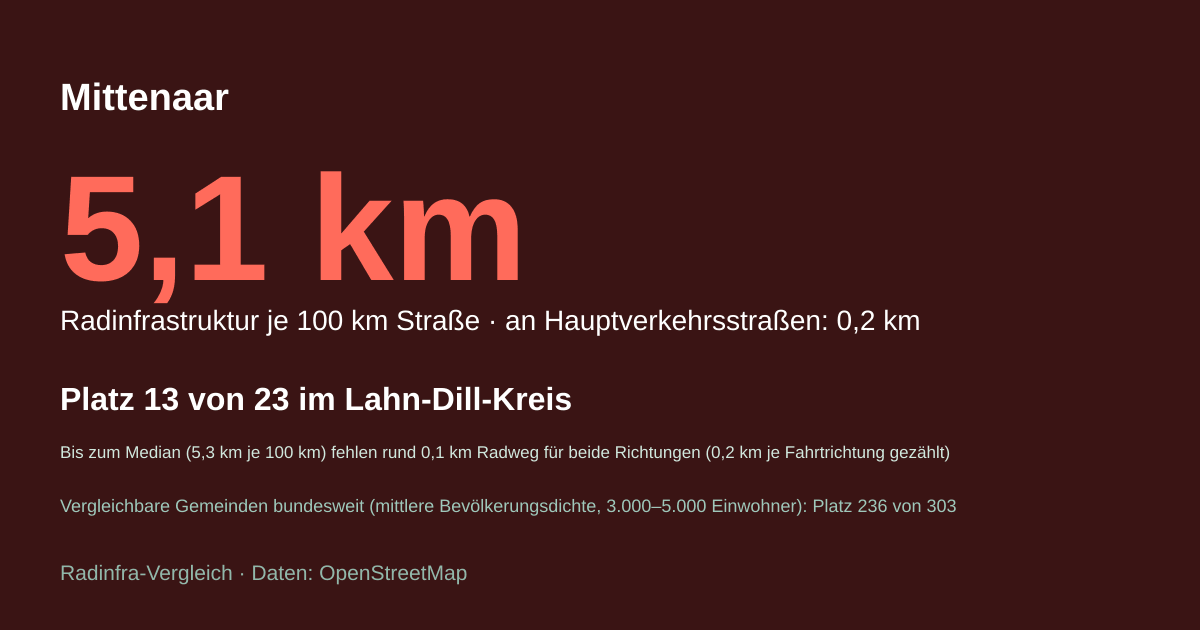 Mittenaar
5,1 km
Radinfrastruktur je 100 km Straße · an Hauptverkehrsstraßen: 0,2 km
Platz 13 von 23 im Lahn-Dill-Kreis
Bis zum Median (5,3 km je 100 km) fehlen rund 0,1 km Radweg für beide Richtungen (0,2 km je Fahrtrichtung gezählt)
Vergleichbare Gemeinden bundesweit (mittlere Bevölkerungsdichte, 3.000–5.000 Einwohner): Platz 236 von 303
Radinfra-Vergleich · Daten: OpenStreetMap